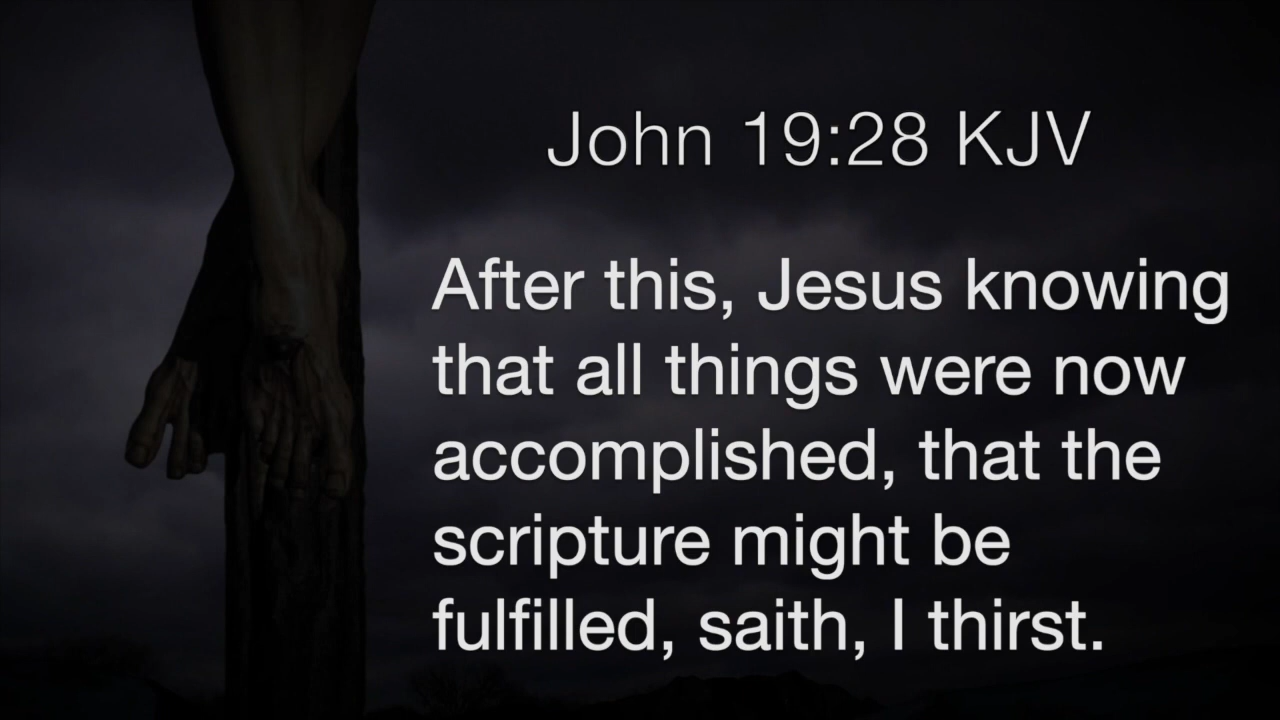 John 19:28 KJV
After this, Jesus knowing
that all things were now
accomplished, that the
scripture might be
fulfilled, saith, I thirst.